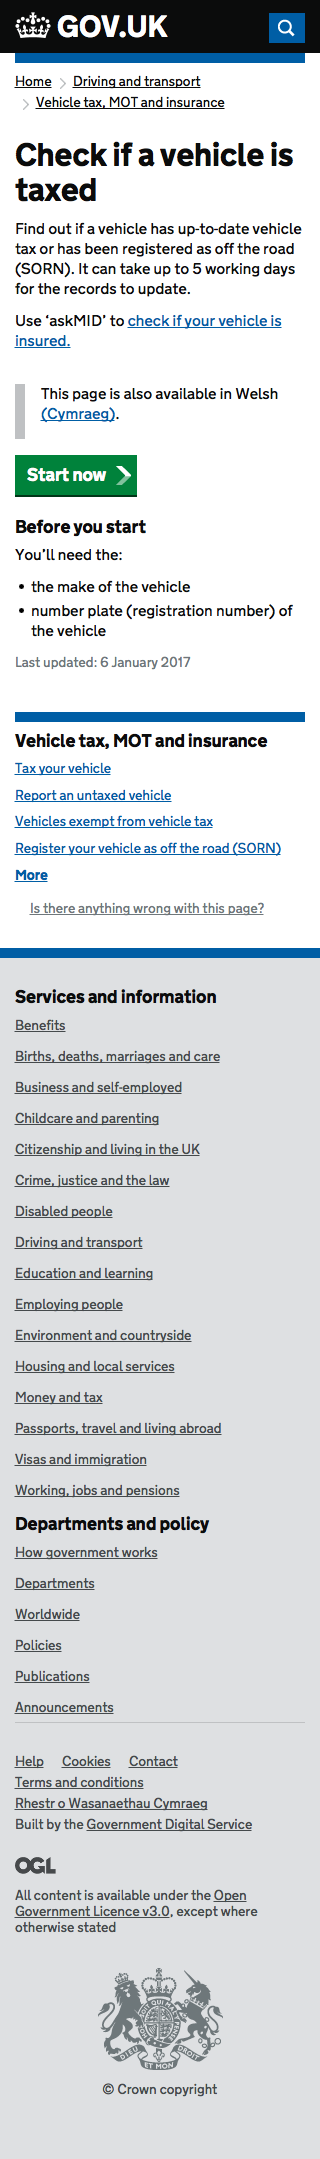 GOV.UK
Home
Driving and transport
Vehicle tax, MOT and insurance
Check if a vehicle is
taxed
Find out if a vehicle has up-to-date vehicle
tax or has been registered as off the road
(SORN). It can take up to 5 working days
for the records to update.
Use ‘askMID’ to check if your vehicle is
insured.
This page is also available in Welsh
(Cymraeg).
Start now
Before you start
You’ll need the:
• the make of the vehicle
• number plate (registration number) of
the vehicle
Last updated: 6 January 2017
Vehicle tax, MOT and insurance
Tax your vehicle
Report an untaxed vehicle
Vehicles exempt from vehicle tax
Register your vehicle as off the road (SORN)
More
Is there anything wrong with this page?
Services and information
Benefits
Births, deaths, marriages and care
Business and self-employed
Childcare and parenting
Citizenship and living in the UK
Crime, justice and the law
Disabled people
Driving and transport
Education and learning
Employing people
Environment and countryside
Housing and local services
Money and tax
Passports, travel and living abroad
Visas and immigration
Working, jobs and pensions
Departments and policy
How government works
Departments
Worldwide
Policies
Publications
Announcements
Help Cookies Contact
Terms and conditions
Rhestr o Wasanaethau Cymraeg
Built by the Government Digital Service
OGL
All content is available under the Open
Government Licence v3.0, except where
otherwise stated
DIEU ET MON
© Crown copyright